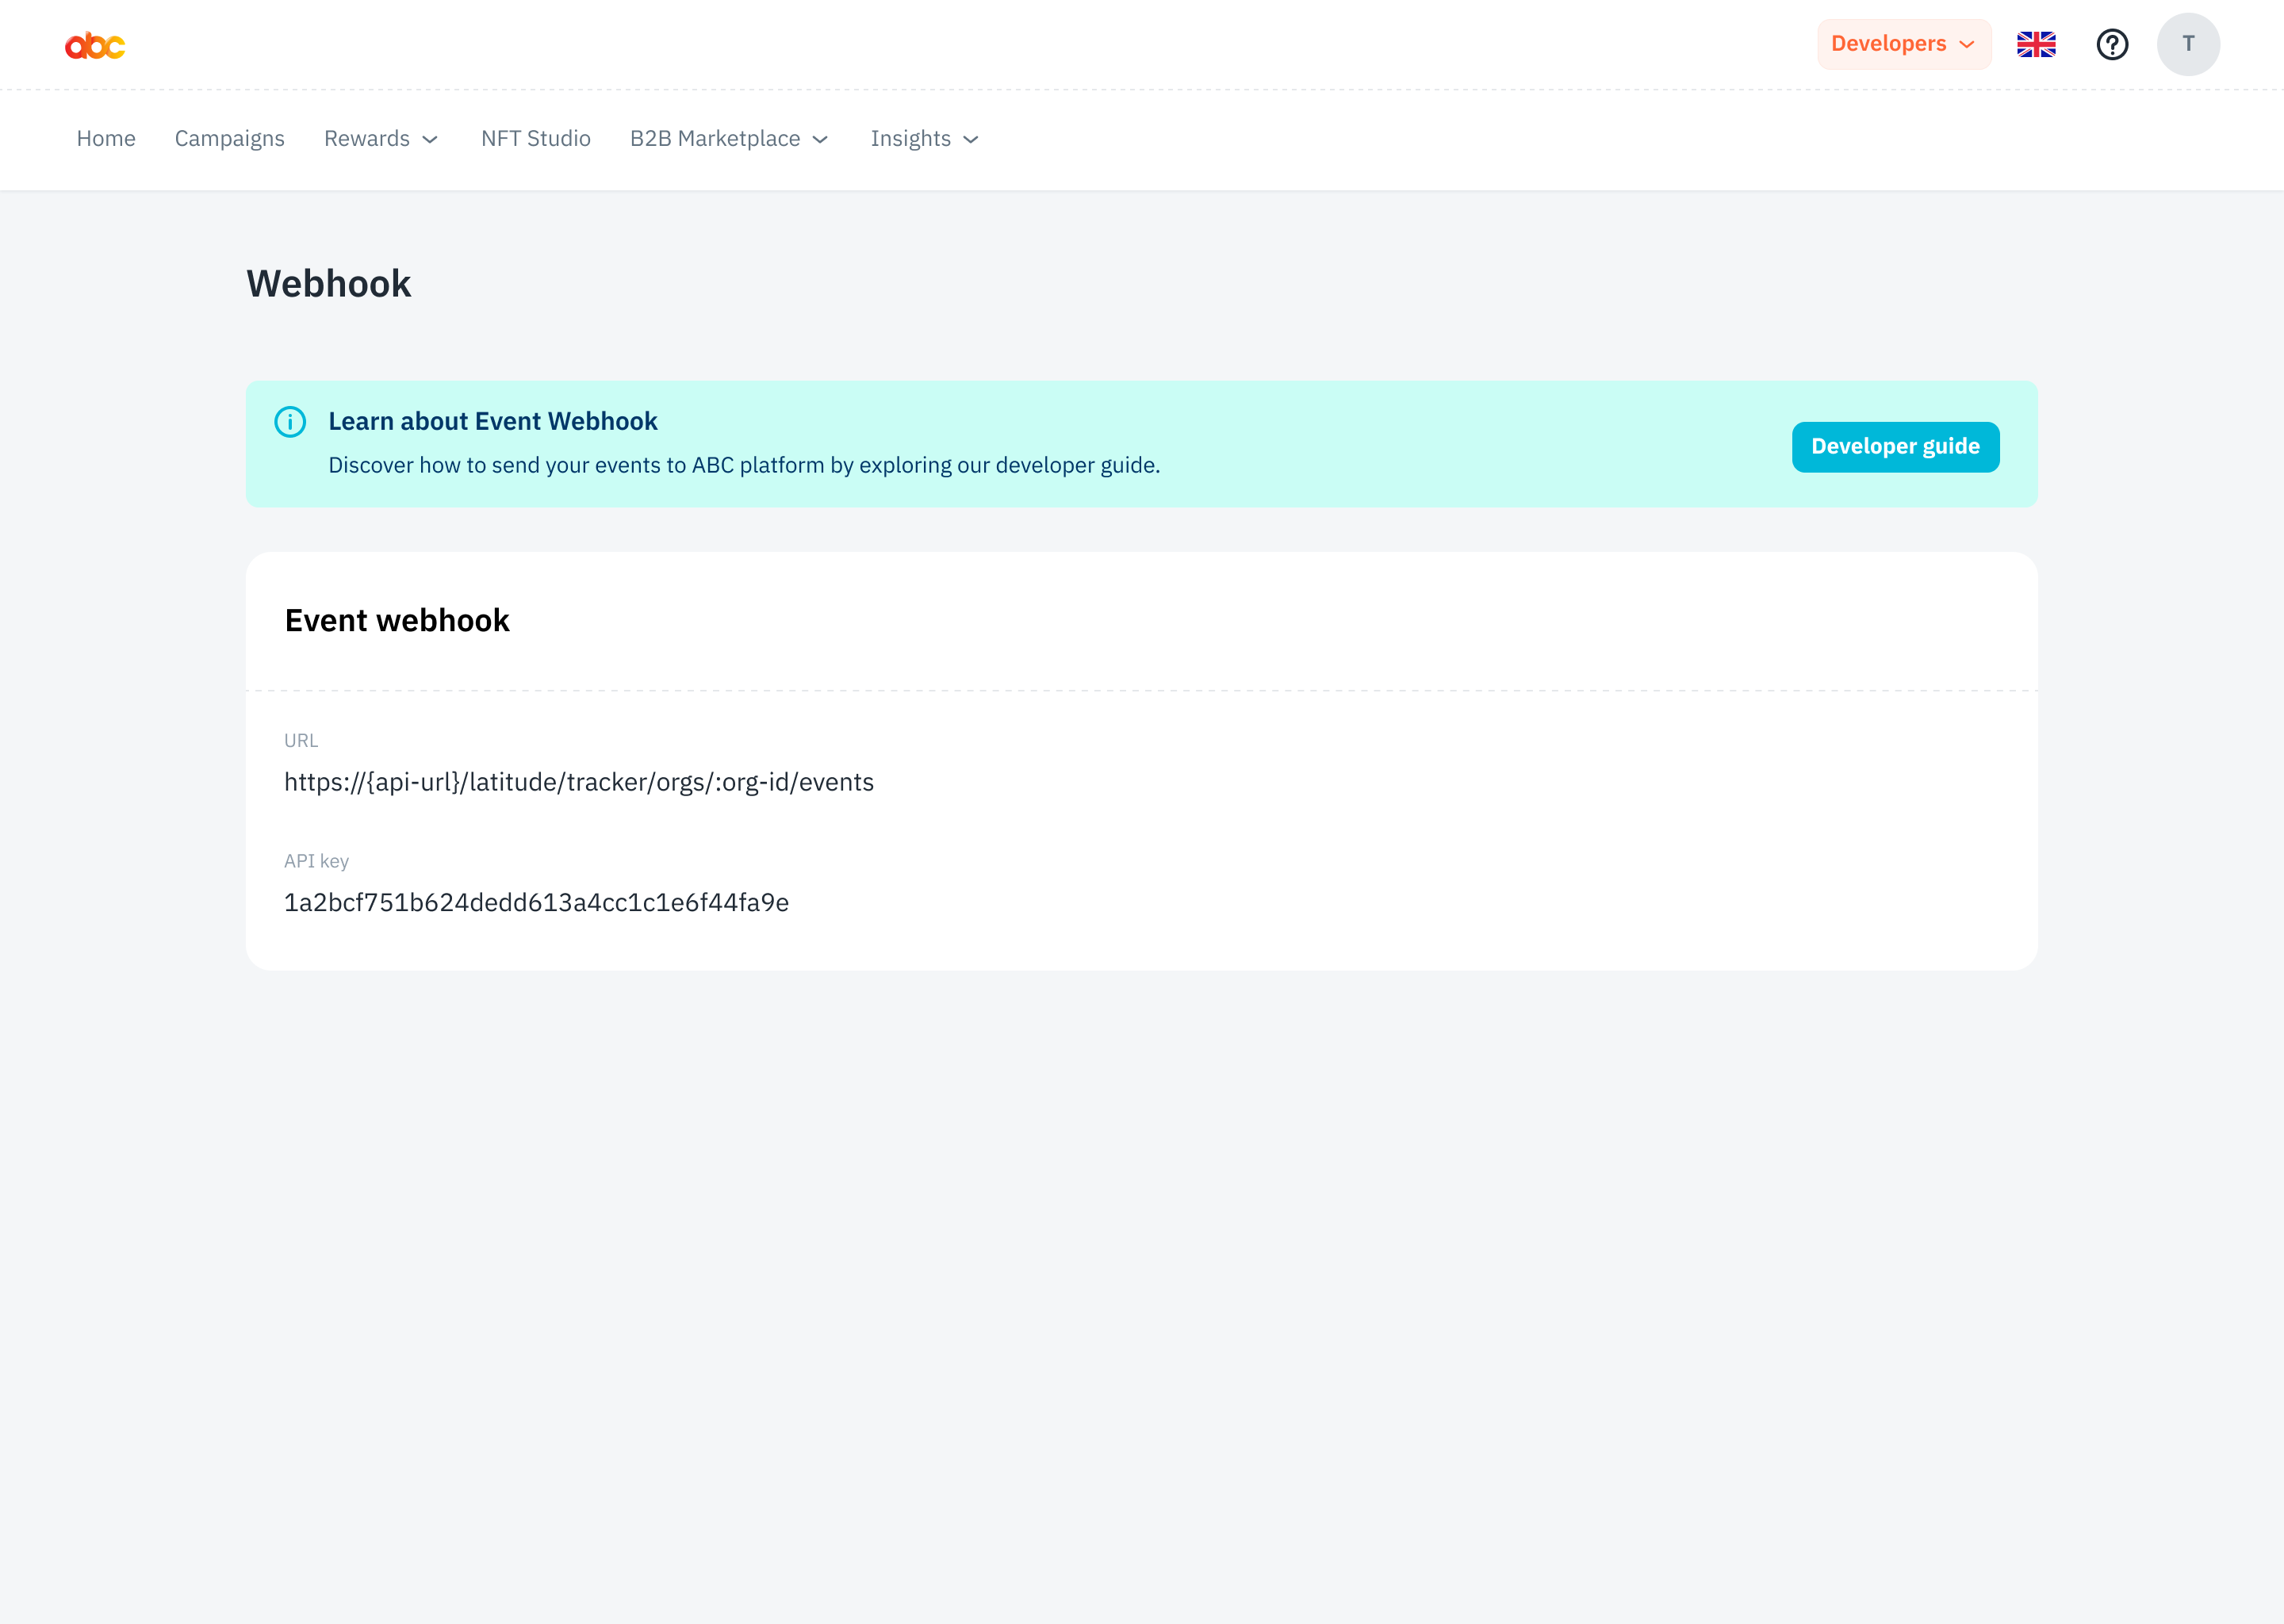 abc
Developers
T
Home Campaigns Rewards NFT Studio B2B Marketplace Insights
Webhook
Learn about Event Webhook
Discover how to send your events to ABC platform by exploring our developer guide.
Developer guide
Event webhook
URL
https://{api-url}/latitude/tracker/orgs/:org-id/events
API key
1a2bcf751b624dedd613a4cc1c1e6f44fa9e